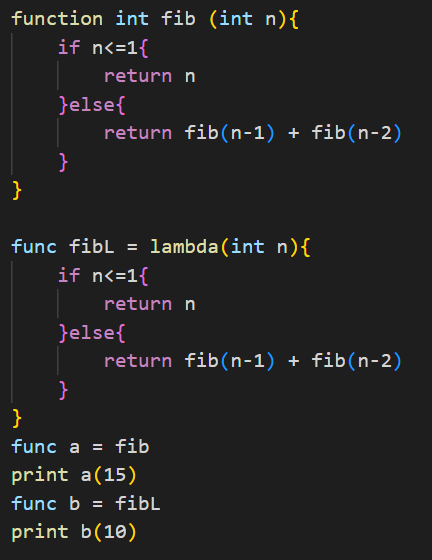 function int fib (int n){
    if n<=1{
        return n
    }else{
        return fib(n-1) + fib(n-2)
    }
}

func fibL = lambda(int n){
    if n<=1{
        return n
    }else{
        return fib(n-1) + fib(n-2)
    }
}
func a = fib
print a(15)
func b = fibL
print b(10)